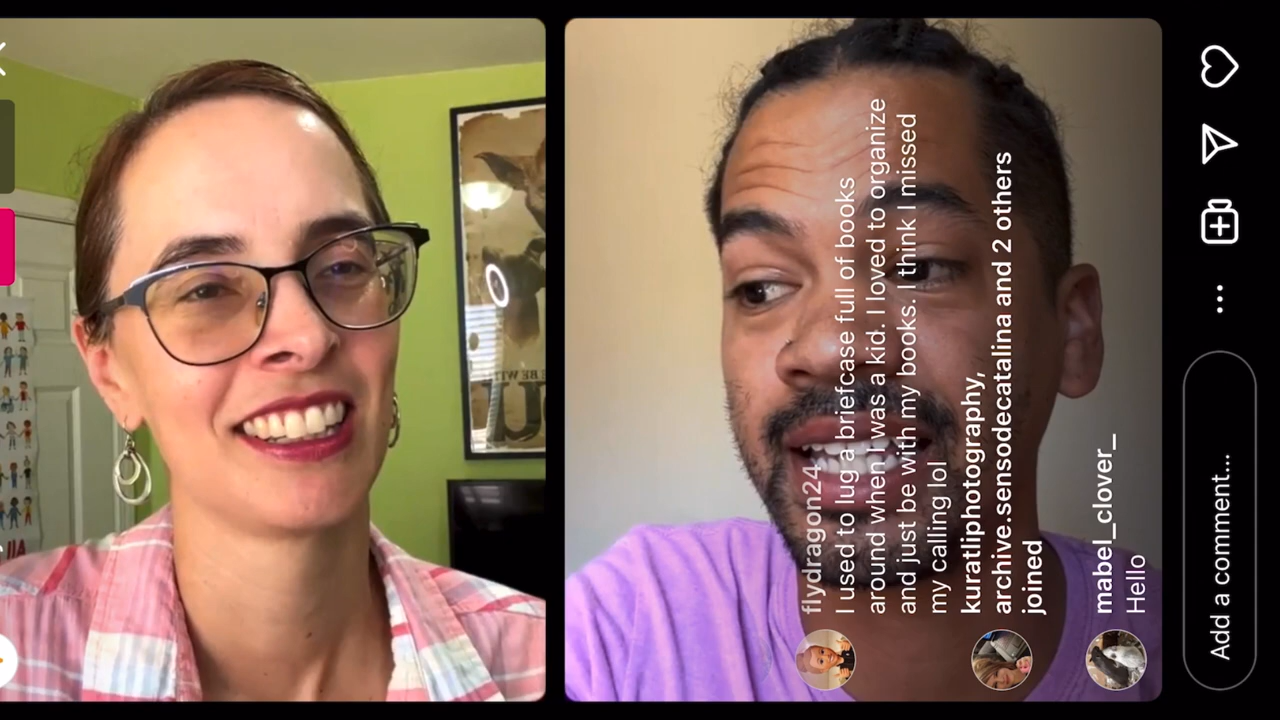 flydragon24
I used to lug a briefcase full of books
around when I was a kid. I loved to organize
and just be with my books. I think I missed
my calling lol
kuratliphotography,
archive.sensodecatalina and 2 others
joined
mabel_clover_
Hello
Add a comment...